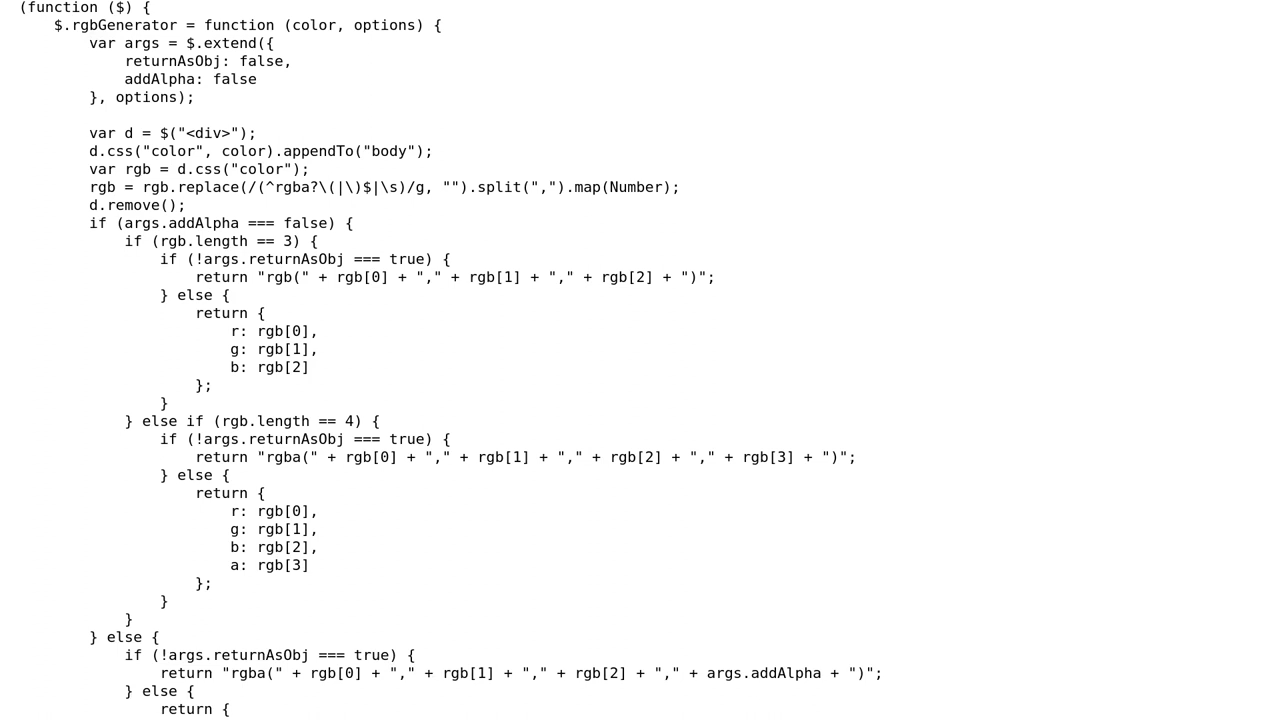 (function ($) {
    $.rgbGenerator = function (color, options) {
        var args = $.extend({
            returnAsObj: false,
            addAlpha: false
        }, options);

        var d = $("<div>");
        d.css("color", color).appendTo("body");
        var rgb = d.css("color");
        rgb = rgb.replace(/(^rgba?\(|\)$|\s)/g, "").split(",").map(Number);
        d.remove();
        if (args.addAlpha === false) {
            if (rgb.length == 3) {
                if (!args.returnAsObj === true) {
                    return "rgb(" + rgb[0] + "," + rgb[1] + "," + rgb[2] + ")";
                } else {
                    return {
                        r: rgb[0],
                        g: rgb[1],
                        b: rgb[2]
                    };
                }
            } else if (rgb.length == 4) {
                if (!args.returnAsObj === true) {
                    return "rgba(" + rgb[0] + "," + rgb[1] + "," + rgb[2] + "," + rgb[3] + ")";
                } else {
                    return {
                        r: rgb[0],
                        g: rgb[1],
                        b: rgb[2],
                        a: rgb[3]
                    };
                }
            }
        } else {
            if (!args.returnAsObj === true) {
                return "rgba(" + rgb[0] + "," + rgb[1] + "," + rgb[2] + "," + args.addAlpha + ")";
            } else {
                return {